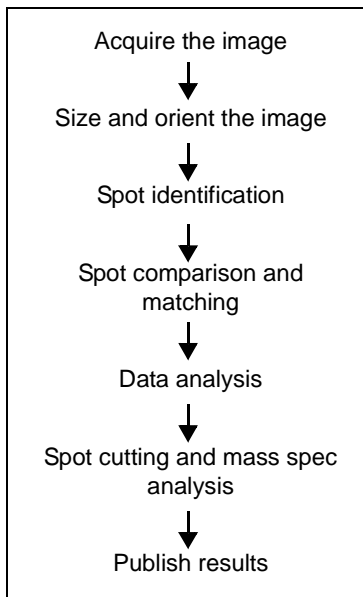 Acquire the image
Size and orient the image
Spot identification
Spot comparison and
matching
Data analysis
Spot cutting and mass spec
analysis
Publish results